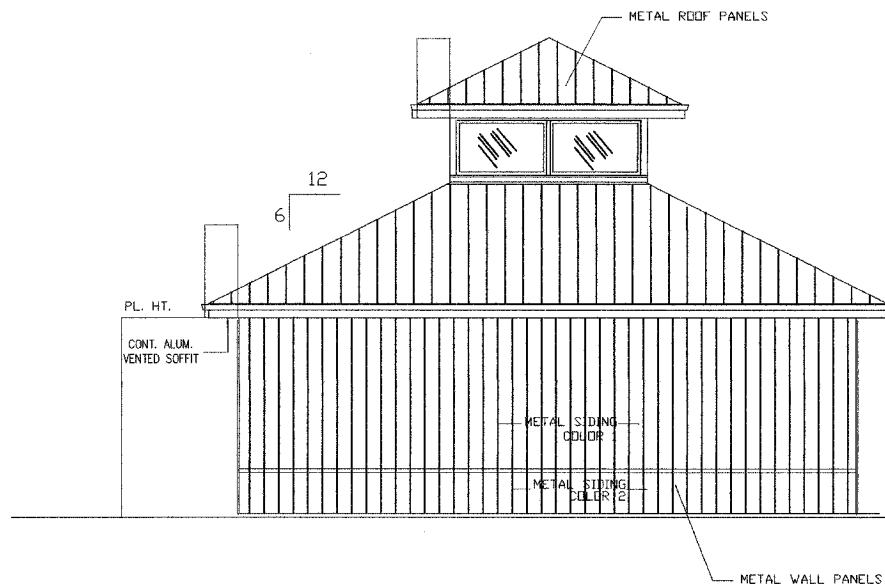 METAL ROOF PANELS
12
6
PL. HT.
CONT. ALUM.
VENTED SOFFIT
METAL SIDING
COLOR 1
METAL SIDING
COLOR 2
METAL WALL PANELS